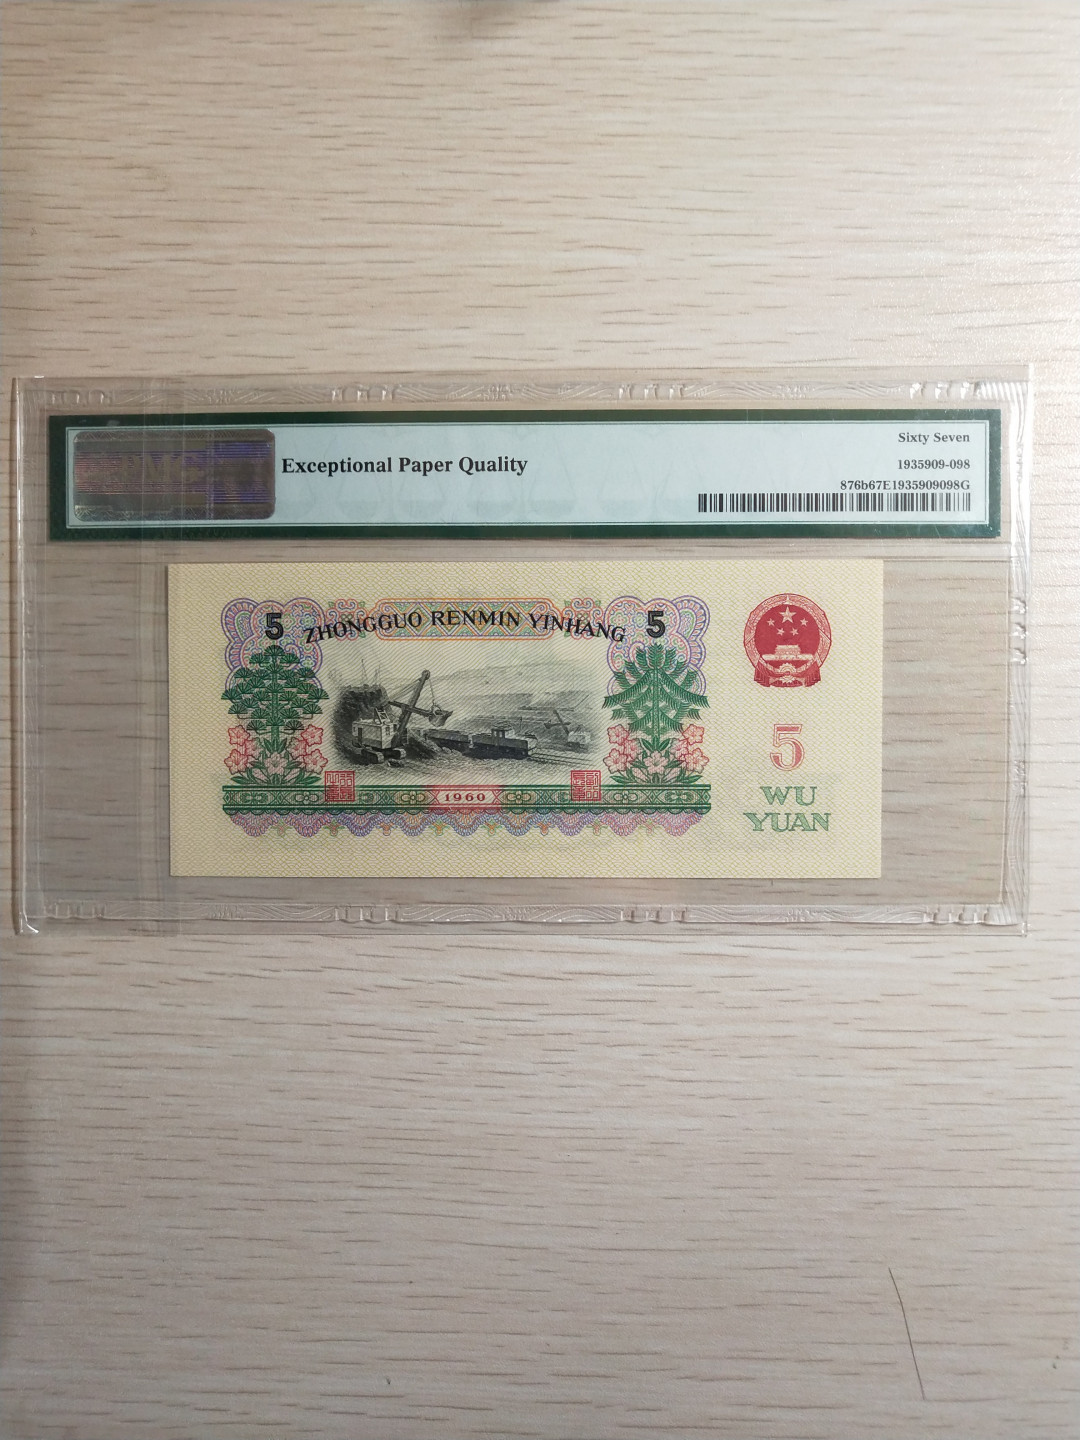 Sixty Seven
Exceptional Paper Quality
1935909-098
876b67E1935909098G
5
ZHONGGUO RENMIN YINHANG
5
5
1960
WU
YUAN